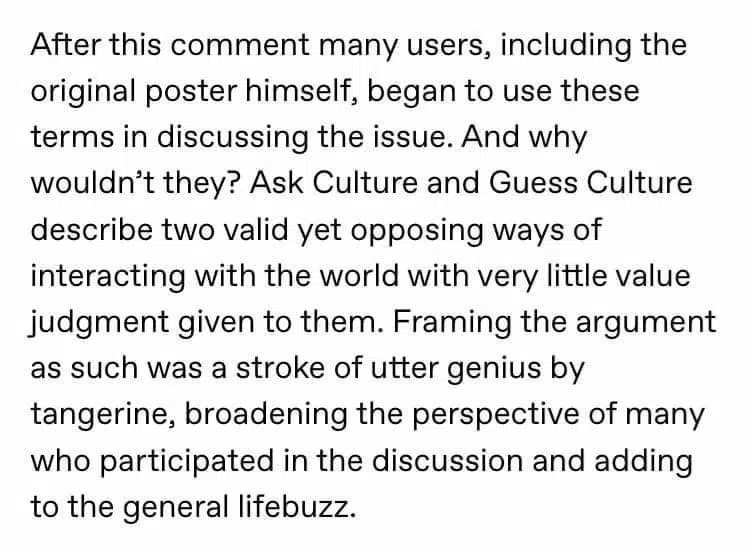 After this comment many users, including the
original poster himself, began to use these
terms in discussing the issue. And why
wouldn’t they? Ask Culture and Guess Culture
describe two valid yet opposing ways of
interacting with the world with very little value
judgment given to them. Framing the argument
as such was a stroke of utter genius by
tangerine, broadening the perspective of many
who participated in the discussion and adding
to the general lifebuzz.